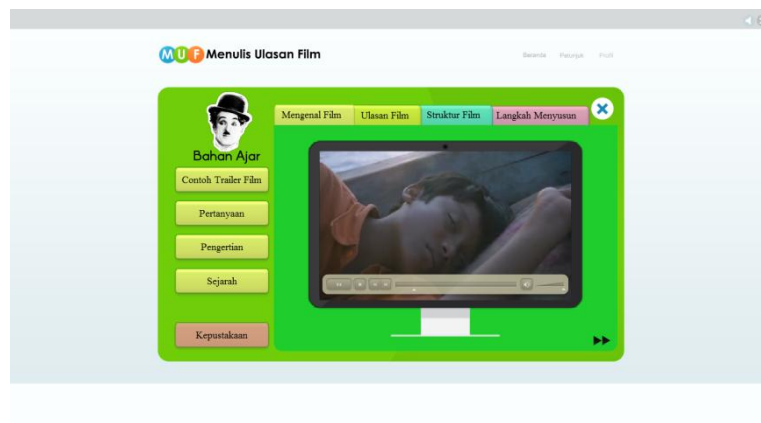 MUF Menulis Ulasan Film
Beranda
Mengenal Film
Ulasan Film
Struktur Film
Langkah Menyusun
Bahan Ajar
Contoh Trailer Film
Pertanyaan
Pengertian
Sejarah
Kepustakaan